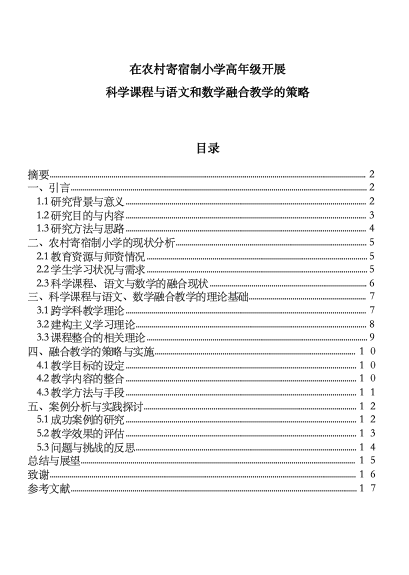 在农村寄宿制小学高年级开展
科学课程与语文和数学融合教学的策略
目录
摘要 2
一、引言 2
1.1 研究背景与意义 2
1.2 研究目的与内容 3
1.3 研究方法与思路 4
二、农村寄宿制小学的现状分析 5
2.1 教育资源与师资情况 5
2.2 学生学习状况与需求 5
2.3 科学课程、语文与数学的融合现状 6
三、科学课程与语文、数学融合教学的理论基础 7
3.1 跨学科教学理论 7
3.2 建构主义学习理论 8
3.3 课程整合的相关理论 9
四、融合教学的策略与实施 10
4.1 教学目标的设定 10
4.2 教学内容的整合 10
4.3 教学方法与手段 11
五、案例分析与实践探讨 12
5.1 成功案例的研究 12
5.2 教学效果的评估 13
5.3 问题与挑战的反思 14
总结与展望 15
致谢 16
参考文献 17